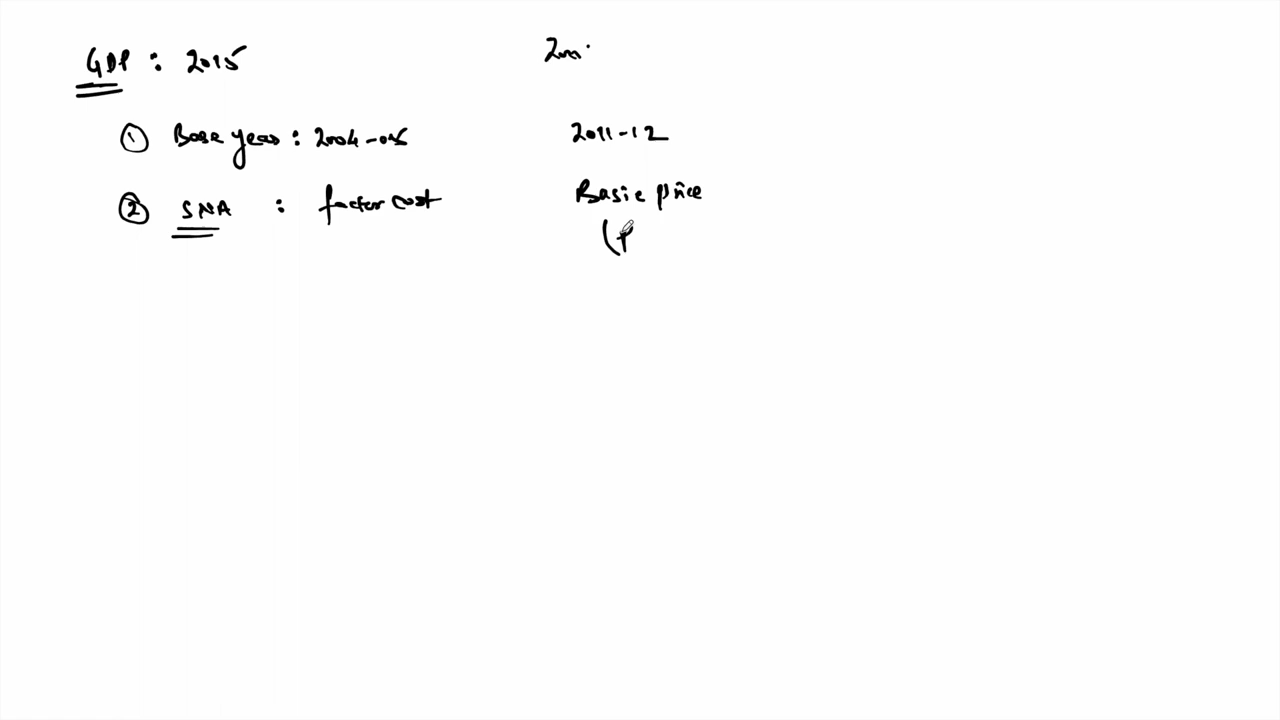 GDP : 2015
① Base year : 2004-05 2011-12
② SNA : factor cost Basic price
(P